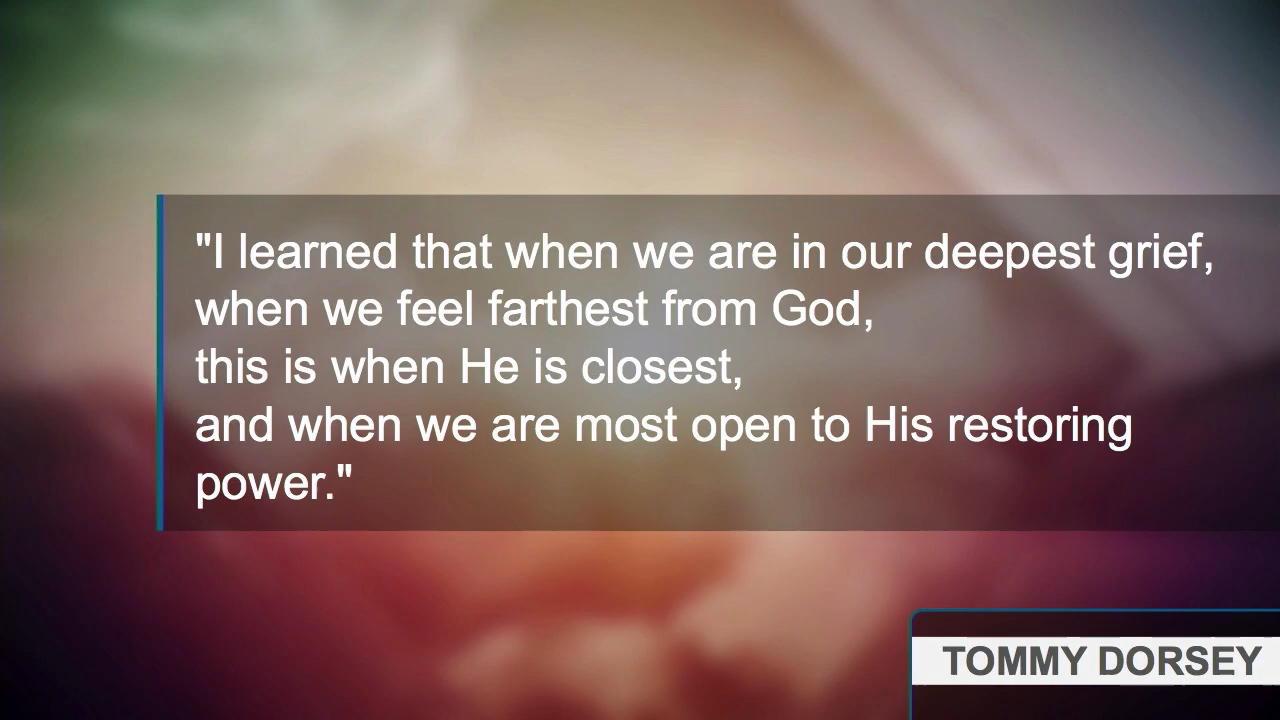 "I learned that when we are in our deepest grief,
when we feel farthest from God,
this is when He is closest,
and when we are most open to His restoring
power."
TOMMY DORSEY